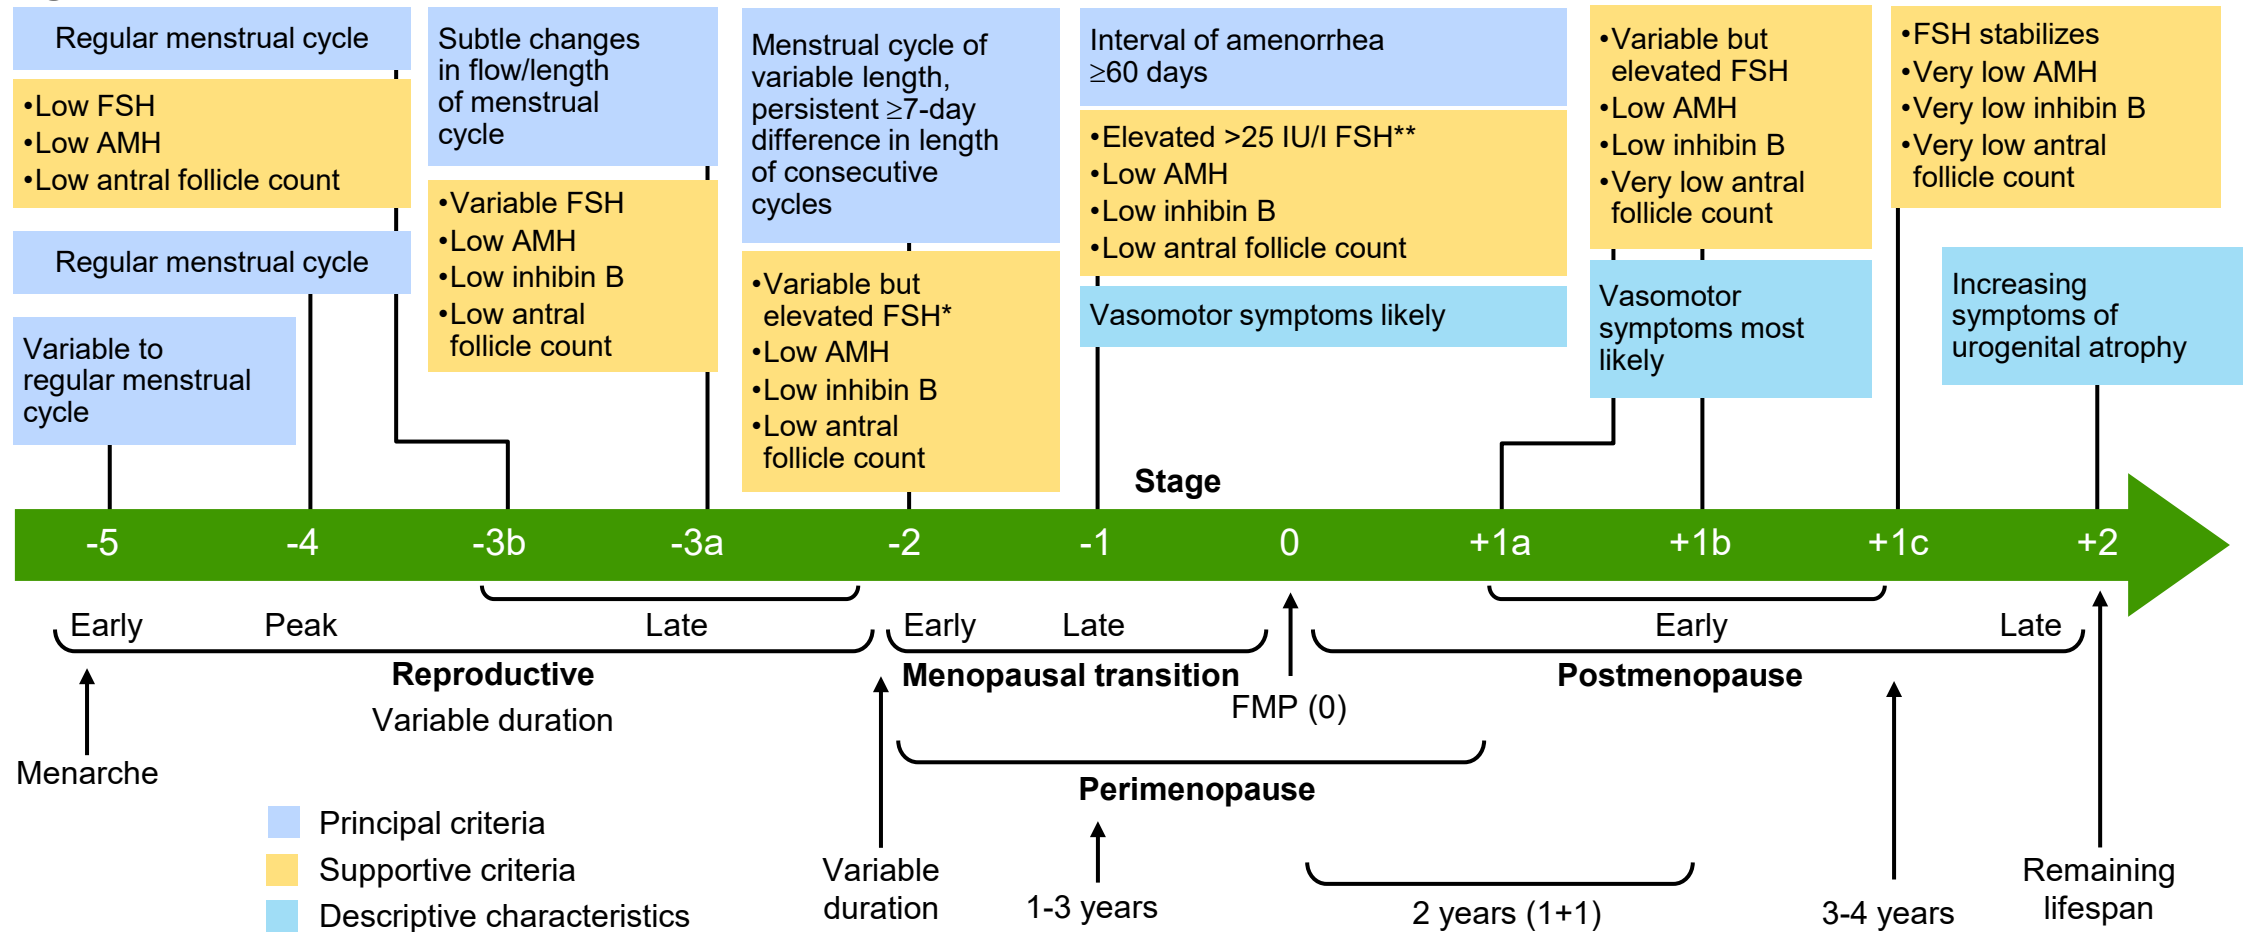 Regular menstrual cycle
•Low FSH
•Low AMH
•Low antral follicle count
Regular menstrual cycle
Variable to
regular menstrual
cycle
Subtle changes
in flow/length
of menstrual
cycle
•Variable FSH
•Low AMH
•Low inhibin B
•Low antral
follicle count
Menstrual cycle of
variable length,
persistent ≥7-day
difference in length
of consecutive
cycles
•Variable but
elevated FSH*
•Low AMH
•Low inhibin B
•Low antral
follicle count
Interval of amenorrhea
≥60 days
•Elevated >25 IU/l FSH**
•Low AMH
•Low inhibin B
•Low antral follicle count
Vasomotor symptoms likely
•Variable but
elevated FSH
•Low AMH
•Low inhibin B
•Very low antral
follicle count
Vasomotor
symptoms most
likely
•FSH stabilizes
•Very low AMH
•Very low inhibin B
•Very low antral
follicle count
Increasing
symptoms of
urogenital atrophy
Stage
-5 -4 -3b -3a -2 -1 0 +1a +1b +1c +2
Early Peak Late Early Late Early Late
Reproductive Menopausal transition Postmenopause
Variable duration
FMP (0)
Menarche
Perimenopause
Principal criteria
Supportive criteria
Descriptive characteristics
Variable
duration
1-3 years
2 years (1+1)
3-4 years
Remaining
lifespan